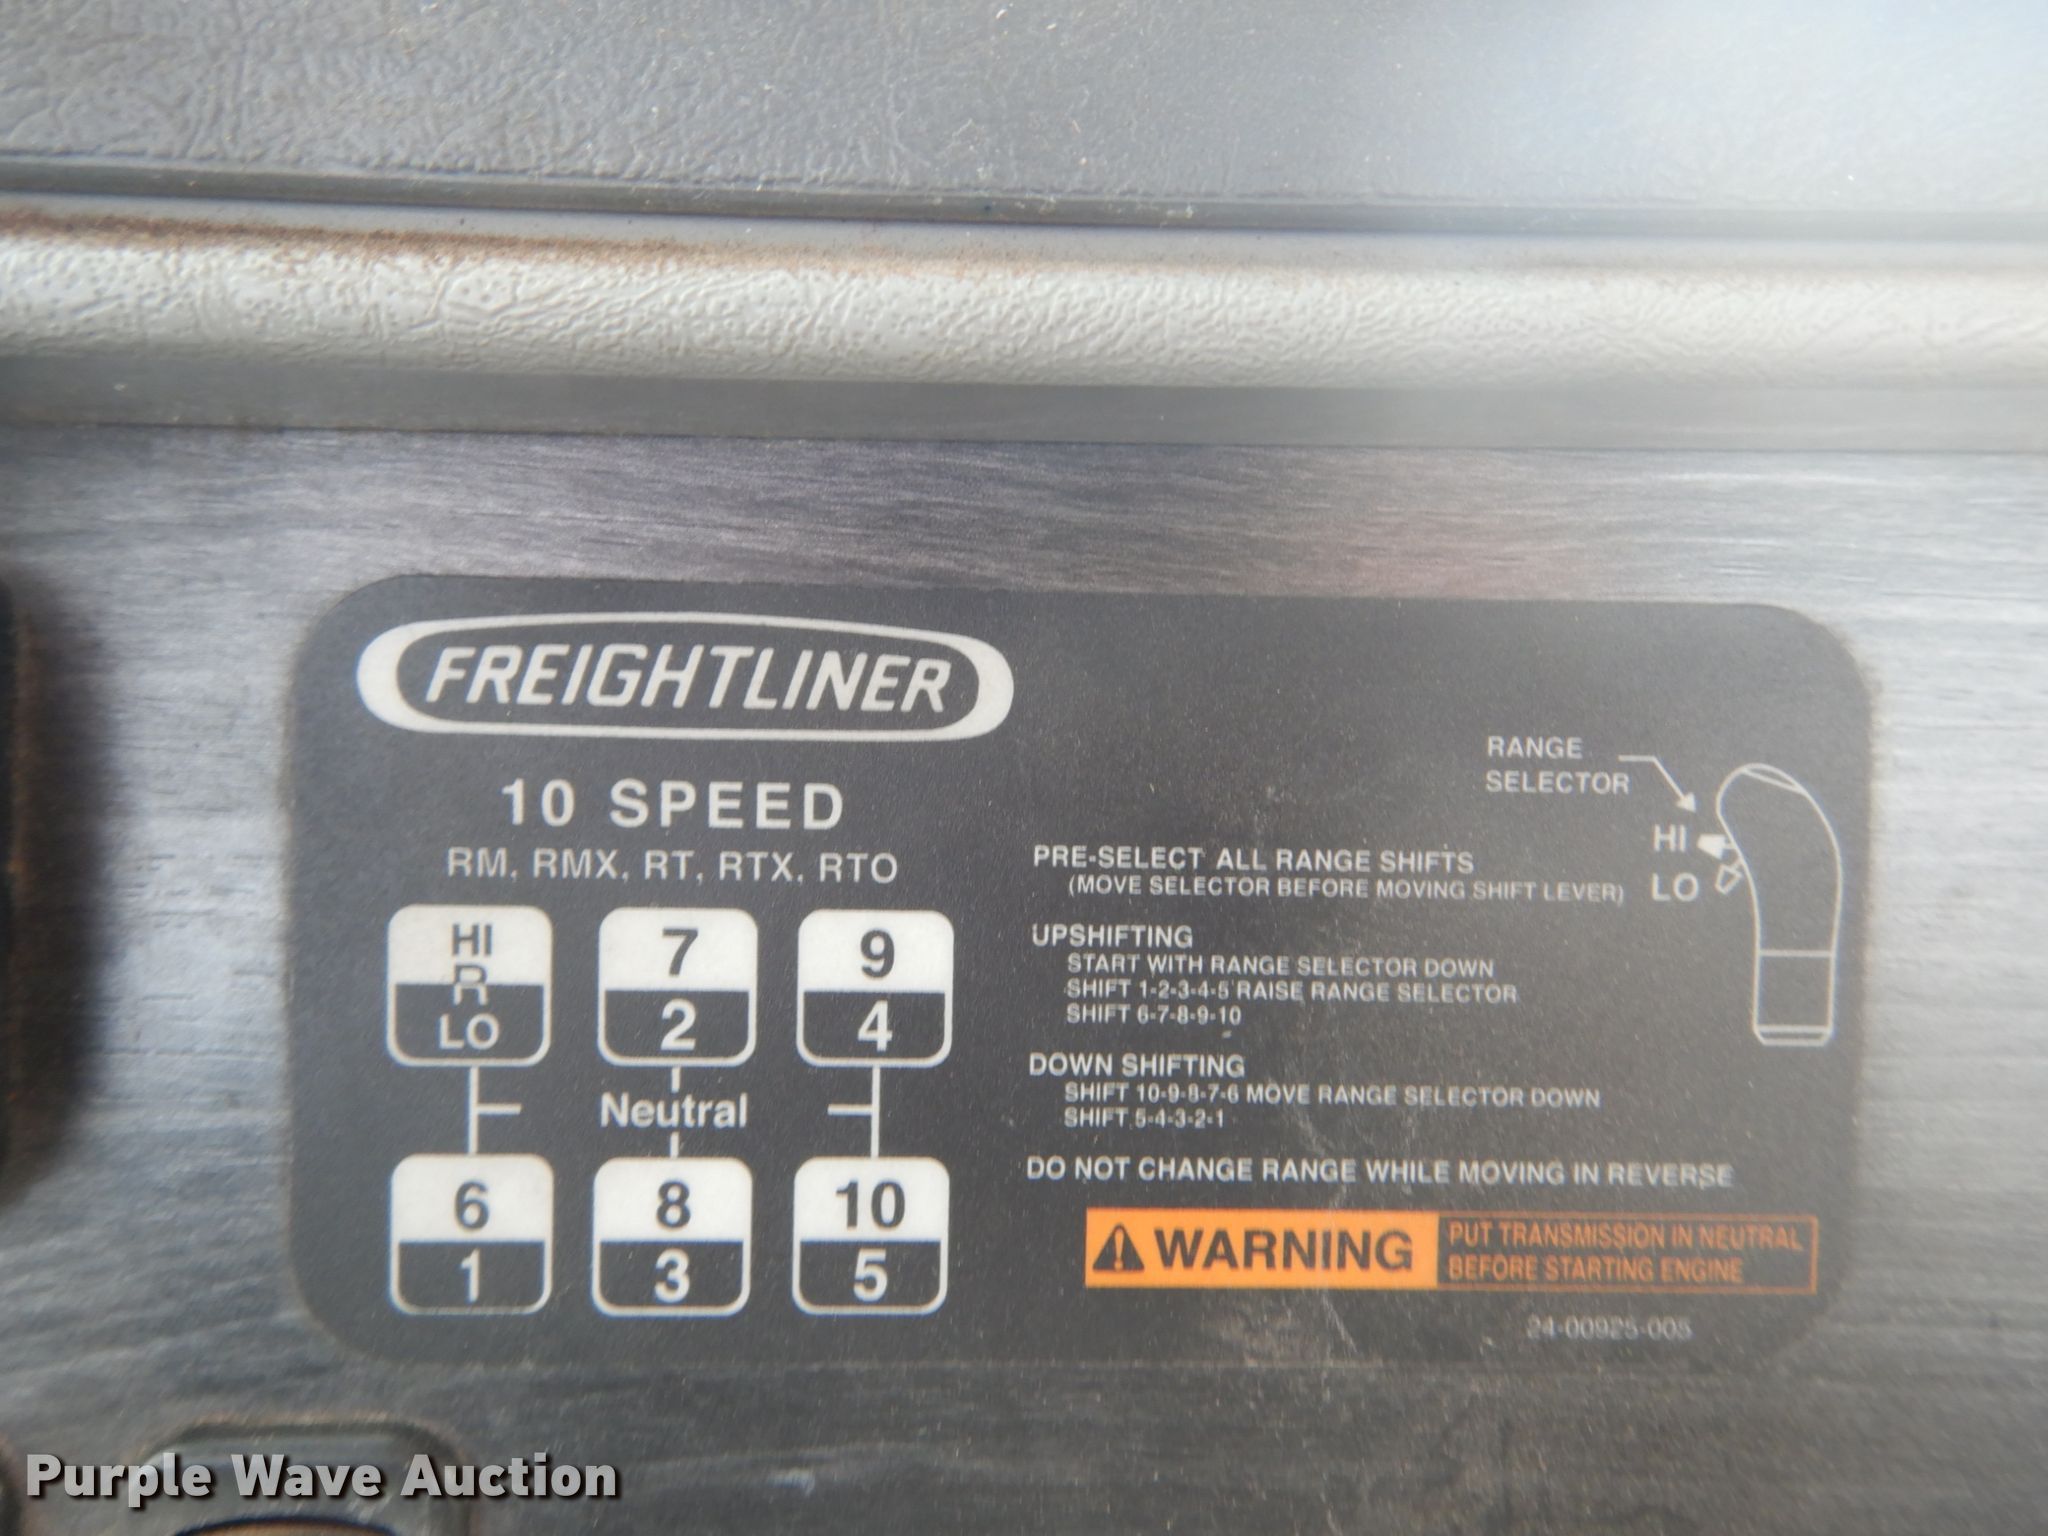 FREIGHTLINER
10 SPEED
RM, RMX, RT, RTX, RTO
HI
R
LO
7
2
9
4
Neutral
6
1
8
3
10
5
RANGE
SELECTOR
HI
LO
PRE-SELECT ALL RANGE SHIFTS
(MOVE SELECTOR BEFORE MOVING SHIFT LEVER)
UPSHIFTING
START WITH RANGE SELECTOR DOWN
SHIFT 1-2-3-4-5 RAISE RANGE SELECTOR
SHIFT 6-7-8-9-10
DOWN SHIFTING
SHIFT 10-9-8-7-6 MOVE RANGE SELECTOR DOWN
SHIFT 5-4-3-2-1
DO NOT CHANGE RANGE WHILE MOVING IN REVERSE
WARNING
PUT TRANSMISSION IN NEUTRAL
BEFORE STARTING ENGINE
24-00925-005
Purple Wave Auction